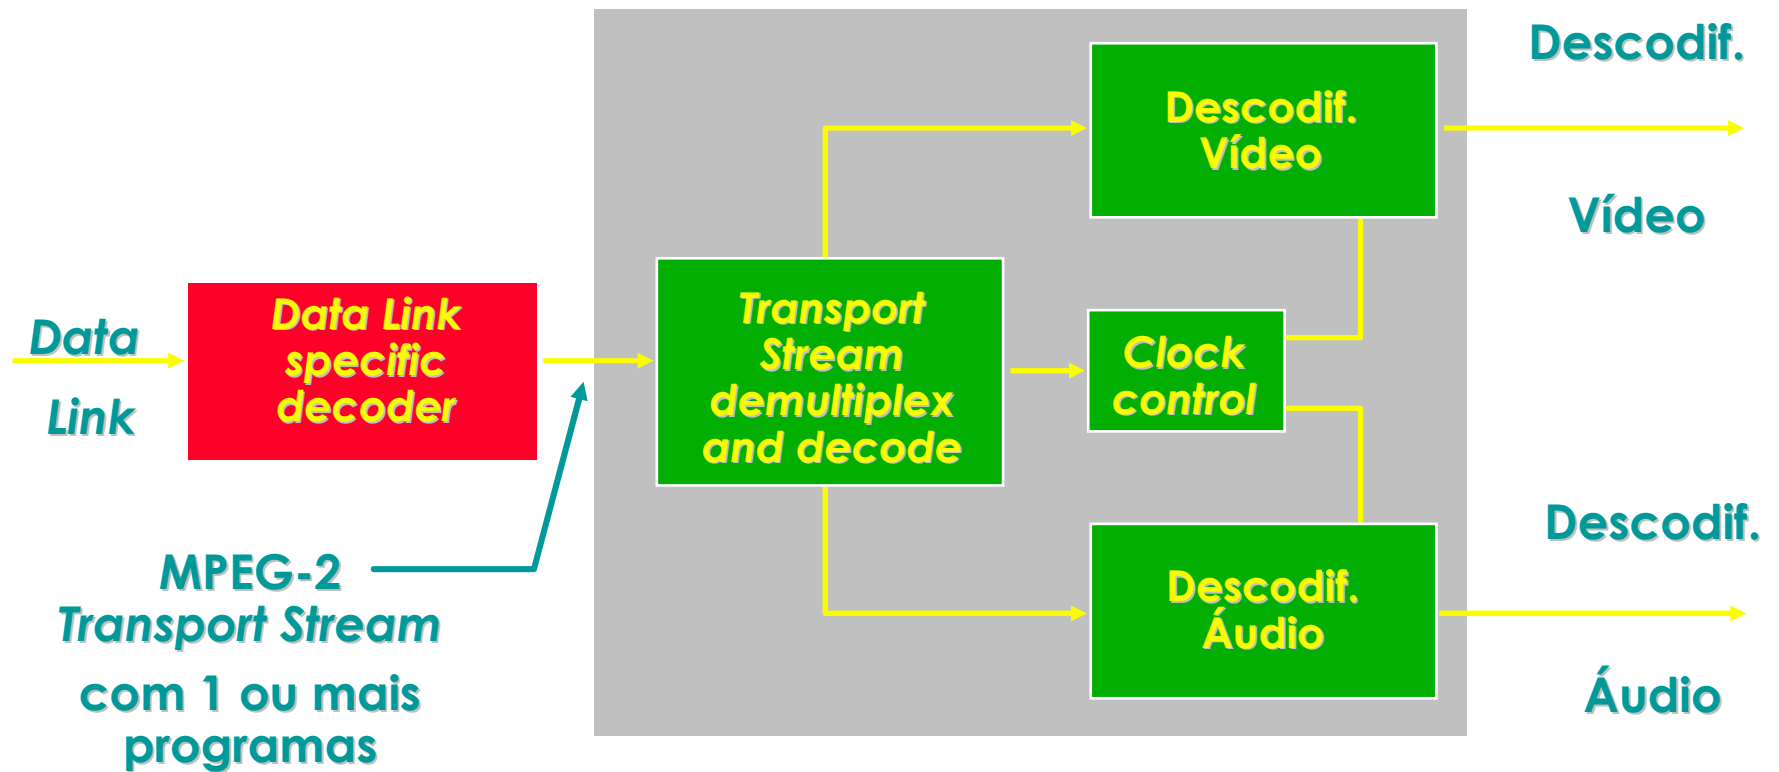 Data
Link
Data Link
specific
decoder
MPEG-2
Transport Stream
com 1 ou mais
programas
Transport
Stream
demultiplex
and decode
Clock
control
Descodif.
Vídeo
Descodif.
Áudio
Descodif.
Vídeo
Descodif.
Áudio